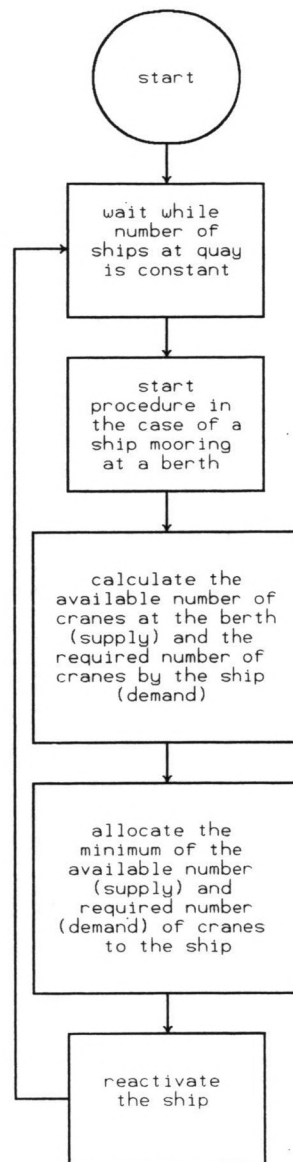 start
wait while
number of
ships at quay
is constant
start
procedure in
the case of a
ship mooring
at a berth
calculate the
available number of
cranes at the berth
(supply) and the
required number of
cranes by the ship
(demand)
allocate the
minimum of the
available number
(supply) and
required number
(demand) of cranes
to the ship
reactivate
the ship